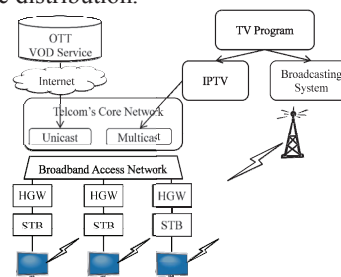 e distribution.
OTT
VOD Service
TV Program
Internet
IPTV
Broadcasting
System
Telcom's Core Network
Unicast
Multicast
Broadband Access Network
HGW
HGW
HGW
STB
STB
STB